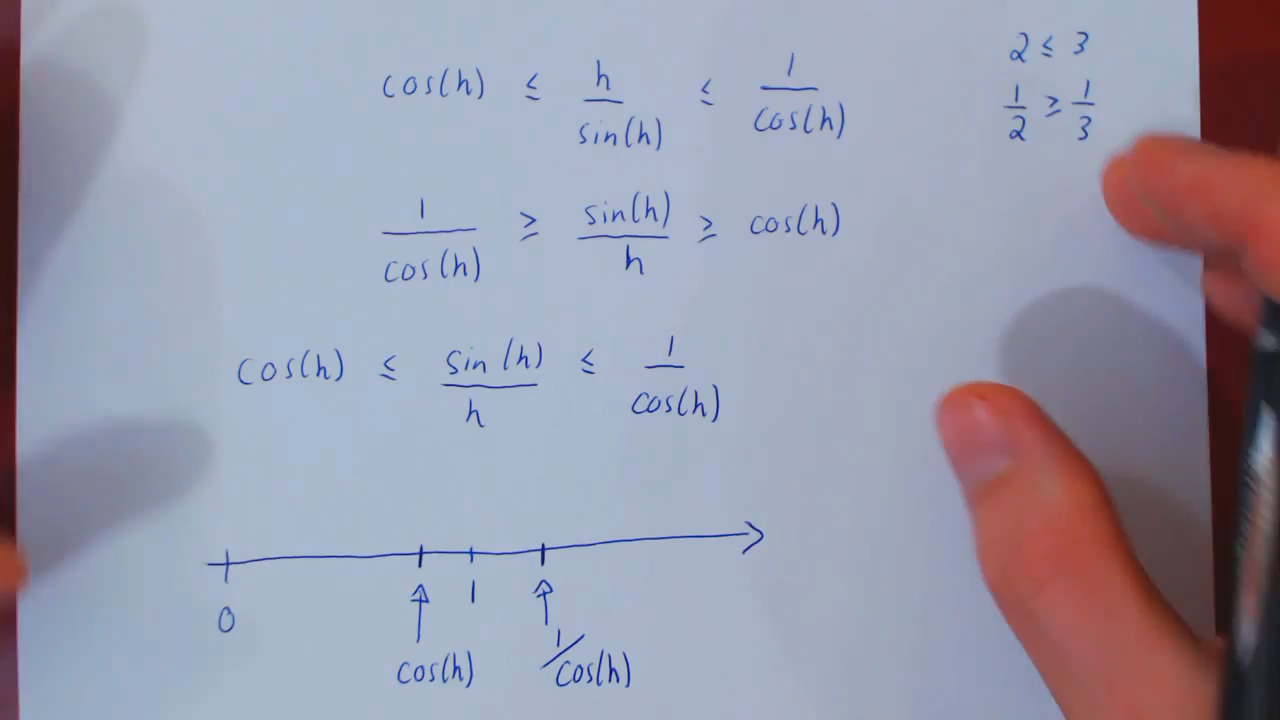 cos(h) ≤ h/sin(h) ≤ 1/cos(h)
2 ≤ 3
1/2 ≥ 1/3
1/cos(h) ≥ sin(h)/h ≥ cos(h)
cos(h) ≤ sin(h)/h ≤ 1/cos(h)
0 1
cos(h) 1/cos(h)